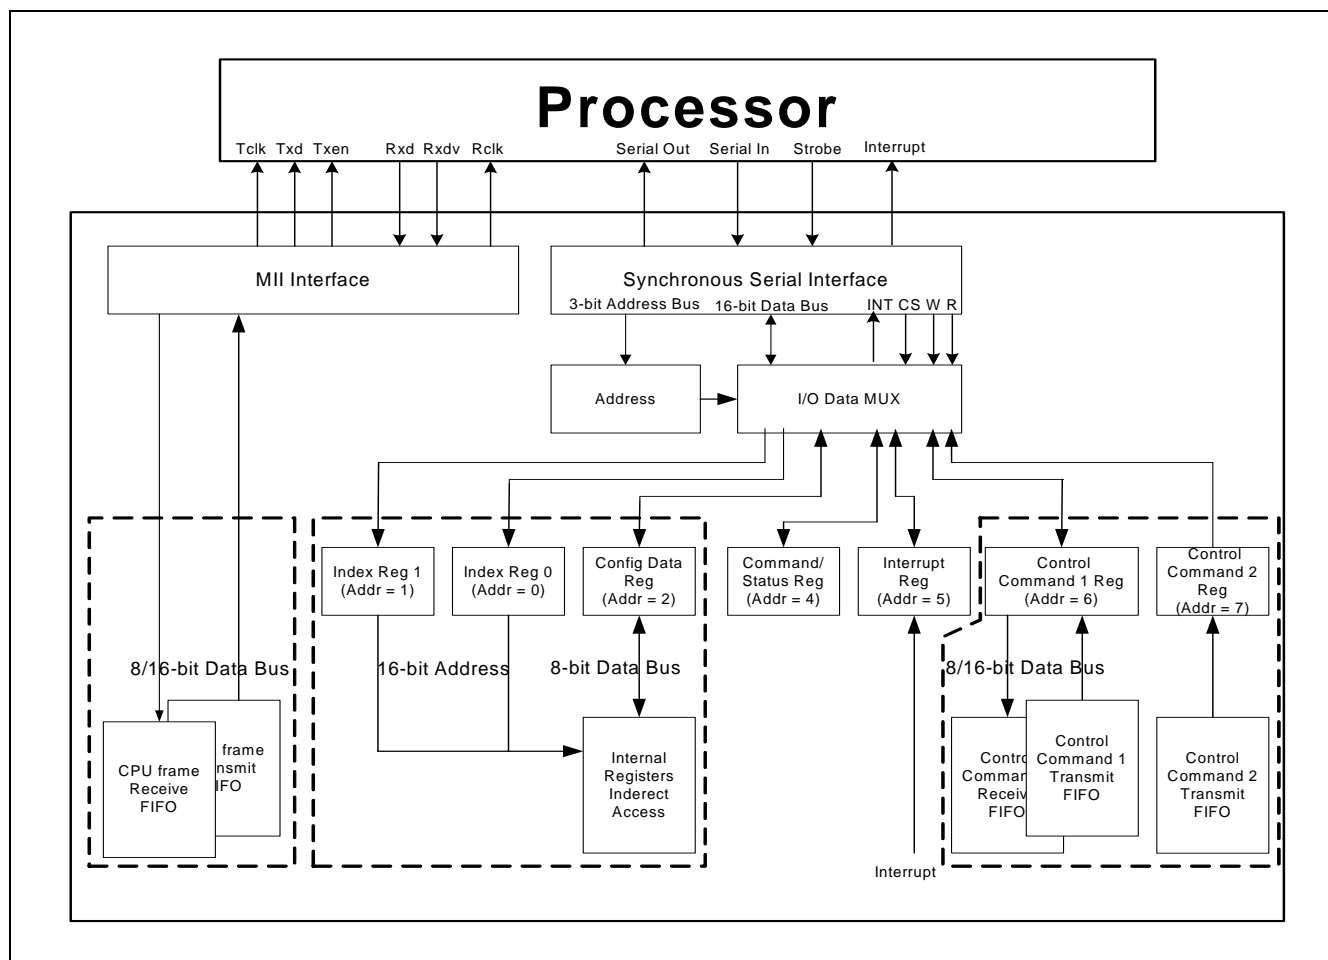 Processor
Tclk Txd Txen Rxd Rxdv Rclk Serial Out Serial In Strobe Interrupt
MII Interface
Synchronous Serial Interface
3-bit Address Bus 16-bit Data Bus INT CS W R
Address
I/O Data MUX
Index Reg 1
(Addr = 1)
Index Reg 0
(Addr = 0)
Config Data
Reg
(Addr = 2)
Command/
Status Reg
(Addr = 4)
Interrupt
Reg
(Addr = 5)
Control
Command 1 Reg
(Addr = 6)
Control
Command 2
Reg
(Addr = 7)
8/16-bit Data Bus
16-bit Address
8-bit Data Bus
8/16-bit Data Bus
CPU frame
Receive
FIFO
frame
Internal
Registers
Inderect
Access
Command
FIFO
Control
Command 1
Transmit
FIFO
Control
Command 2
Transmit
FIFO
Interrupt